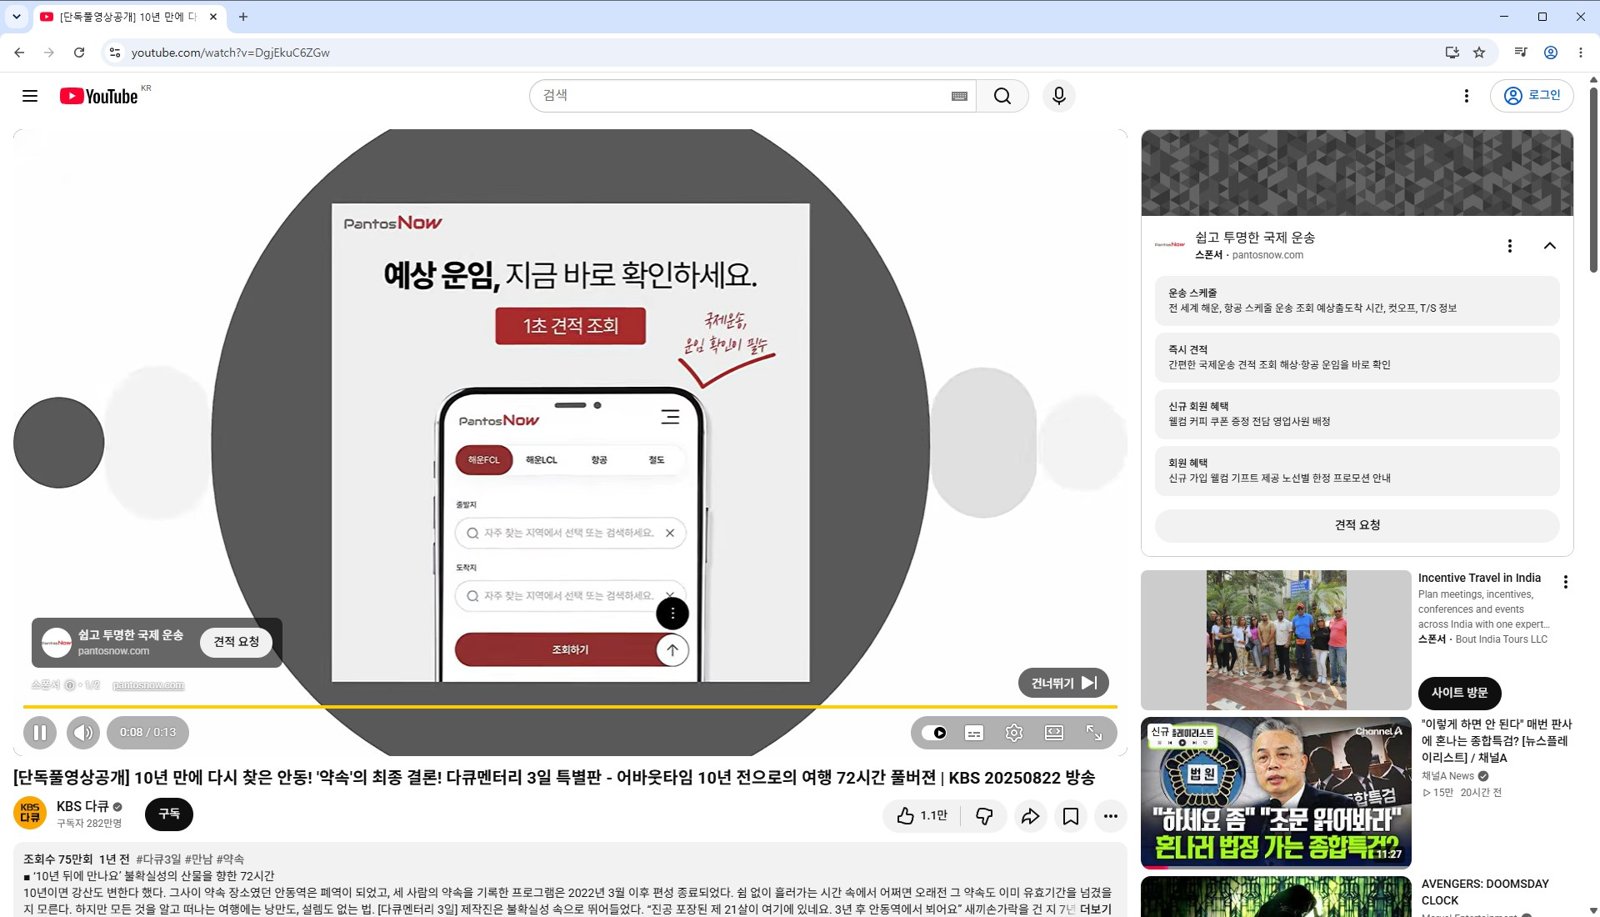 [단독풀영상공개] 10년 만에 다
youtube.com/watch?v=DgjEkuC6ZGw
YouTube KR
검색
로그인
PantosNow
예상 운임, 지금 바로 확인하세요.
1초 견적 조회
국제운송,
운임 확인이 필수
PantosNow
해운FCL 해운LCL 항공 철도
출발지
자주 찾는 지역에서 선택 또는 검색하세요.
도착지
자주 찾는 지역에서 선택 또는 검색하세요.
조회하기
쉽고 투명한 국제 운송
pantosnow.com
견적 요청
스폰서 · 1/2 pantosnow.com
건너뛰기
0:08 / 0:13
[단독풀영상공개] 10년 만에 다시 찾은 안동! '약속'의 최종 결론! 다큐멘터리 3일 특별판 - 어바웃타임 10년 전으로의 여행 72시간 풀버젼 | KBS 20250822 방송
KBS 다큐
KBS 다큐
구독자 282만명
구독
1.1만
조회수 75만회 1년 전 #다큐3일 #만남 #약속
■ '10년 뒤에 만나요' 불확실성의 산물을 향한 72시간
10년이면 강산도 변한다 했다. 그사이 약속 장소였던 안동역은 폐역이 되었고, 세 사람의 약속을 기록한 프로그램은 2022년 3월 이후 편성 종료되었다. 쉼 없이 흘러가는 시간 속에서 어쩌면 오래전 그 약속도 이미 유효기간을 넘겼을
지 모른다. 하지만 모든 것을 알고 떠나는 여행에는 낭만도, 설렘도 없는 법. [다큐멘터리 3일] 제작진은 불확실성 속으로 뛰어들었다. "진공 포장된 제 21살이 여기에 있네요. 3년 후 안동역에서 봬어요" 새끼손가락을 건 지 7년 더보기
PantosNow
쉽고 투명한 국제 운송
스폰서 · pantosnow.com
운송 스케줄
전 세계 해운, 항공 스케줄 운송 조회 예상출도착 시간, 컷오프, T/S 정보
즉시 견적
간편한 국제운송 견적 조회 해상·항공 운임을 바로 확인
신규 회원 혜택
웰컴 커피 쿠폰 증정 전담 영업사원 배정
회원 혜택
신규 가입 웰컴 기프트 제공 노선별 한정 프로모션 안내
견적 요청
Incentive Travel in India
Plan meetings, incentives,
conferences and events
across India with one expert...
스폰서 · Bout India Tours LLC
사이트 방문
신규
플레이리스트
Channel A
법원
종합특검
"하세요 좀" "조문 읽어봐라"
혼나러 법정 가는 종합특검?
11:27
"이렇게 하면 안 된다" 매번 판사
에 혼나는 종합특검? [뉴스플레
이리스트] / 채널A
채널A News
15만 20시간 전
AVENGERS: DOOMSDAY
CLOCK